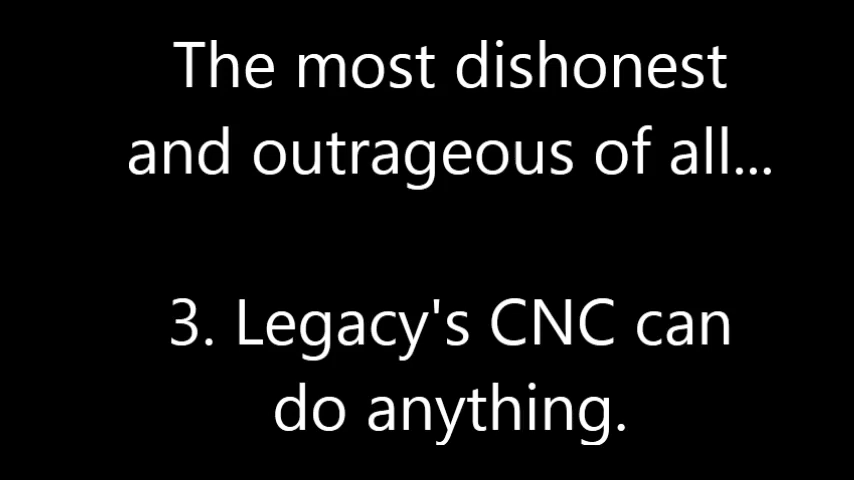 The most dishonest
and outrageous of all...
3. Legacy's CNC can
do anything.